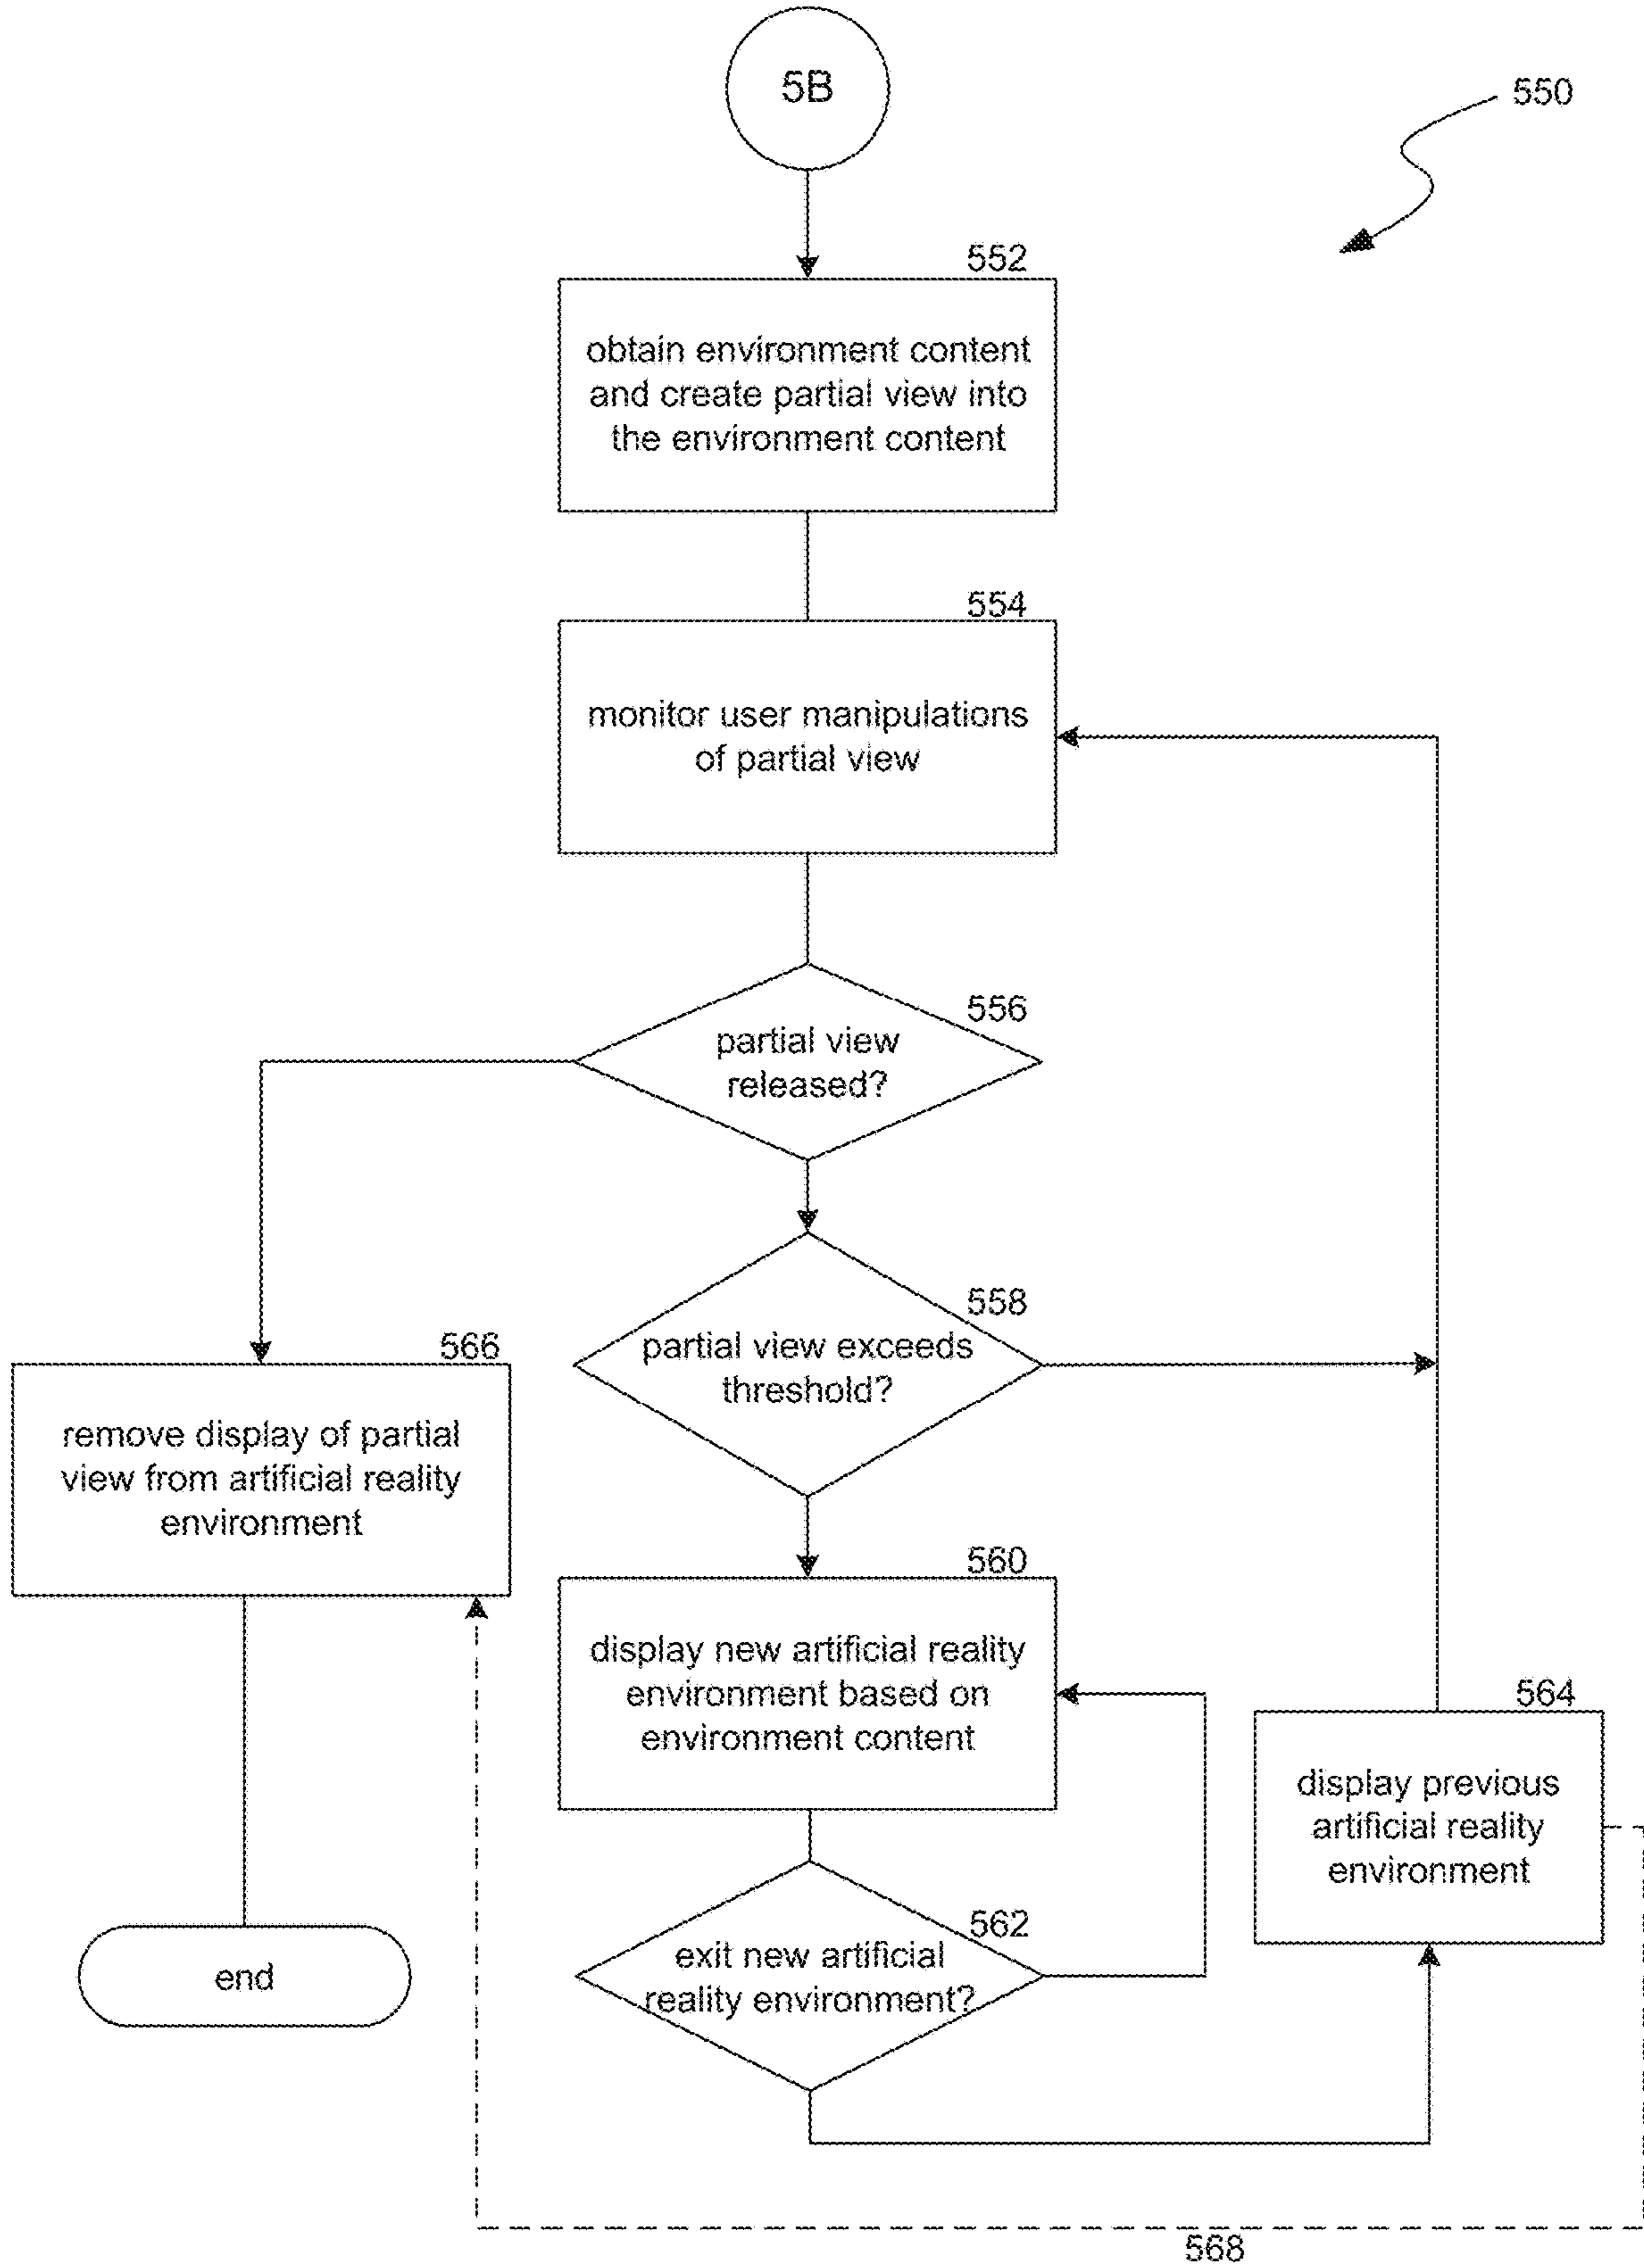 5B
550
552
obtain environment content
and create partial view into
the environment content
554
monitor user manipulations
of partial view
556
partial view
released?
558
partial view exceeds
threshold?
566
remove display of partial
view from artificial reality
environment
560
display new artificial reality
environment based on
environment content
564
display previous
artificial reality
environment
562
exit new artificial
reality environment?
end
568